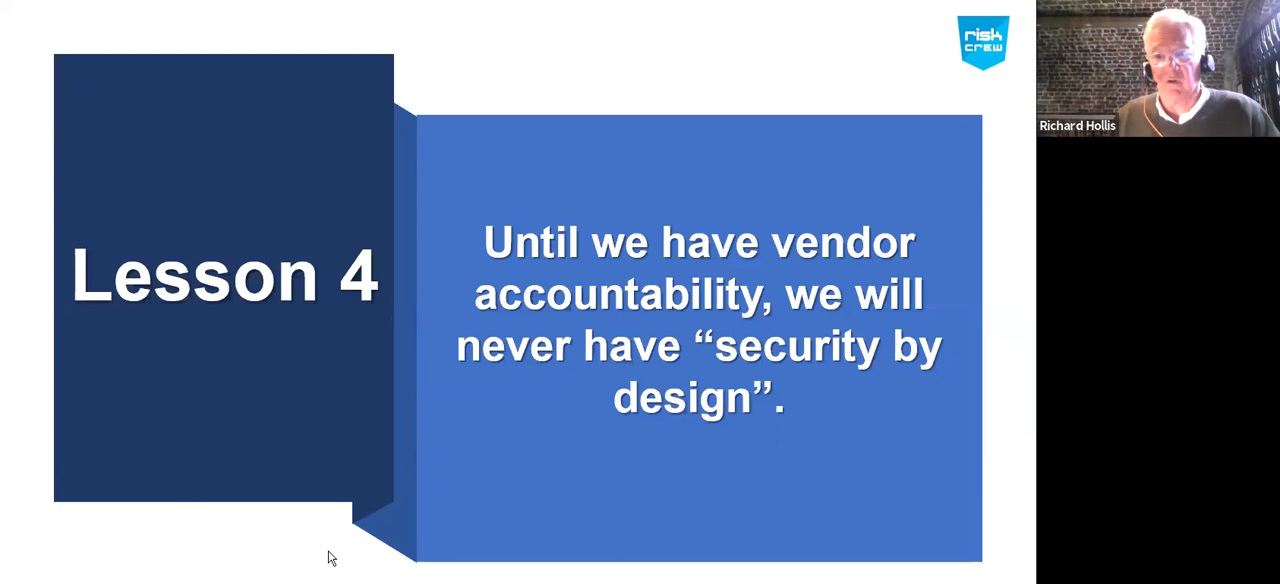 risk
crew
Richard Hollis
Lesson 4
Until we have vendor
accountability, we will
never have “security by
design”.